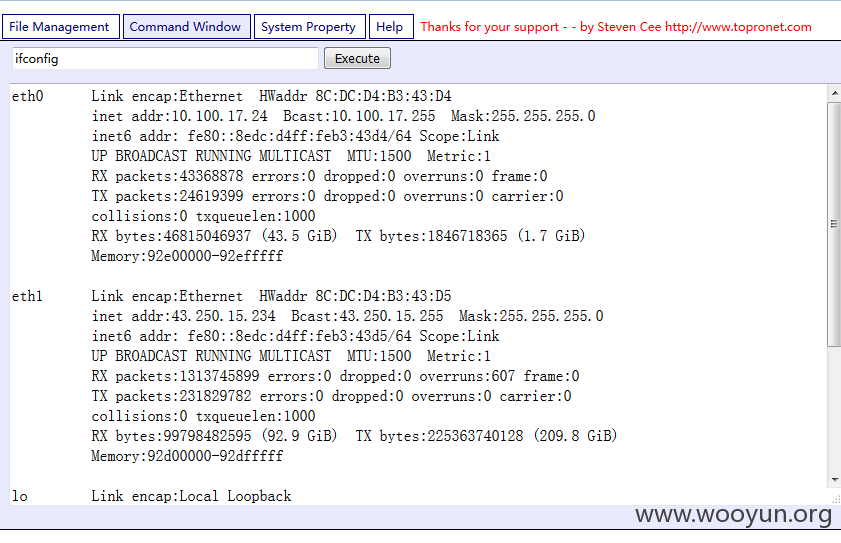 File Management Command Window System Property Help Thanks for your support - - by Steven Cee http://www.topronet.com
ifconfig Execute
eth0 Link encap:Ethernet HWaddr 8C:DC:D4:B3:43:D4
inet addr:10.100.17.24 Bcast:10.100.17.255 Mask:255.255.255.0
inet6 addr: fe80::8edc:d4ff:feb3:43d4/64 Scope:Link
UP BROADCAST RUNNING MULTICAST MTU:1500 Metric:1
RX packets:43368878 errors:0 dropped:0 overruns:0 frame:0
TX packets:24619399 errors:0 dropped:0 overruns:0 carrier:0
collisions:0 txqueuelen:1000
RX bytes:46815046937 (43.5 GiB) TX bytes:1846718365 (1.7 GiB)
Memory:92e00000-92efffff
eth1 Link encap:Ethernet HWaddr 8C:DC:D4:B3:43:D5
inet addr:43.250.15.234 Bcast:43.250.15.255 Mask:255.255.255.0
inet6 addr: fe80::8edc:d4ff:feb3:43d5/64 Scope:Link
UP BROADCAST RUNNING MULTICAST MTU:1500 Metric:1
RX packets:1313745899 errors:0 dropped:0 overruns:607 frame:0
TX packets:231829782 errors:0 dropped:0 overruns:0 carrier:0
collisions:0 txqueuelen:1000
RX bytes:99798482595 (92.9 GiB) TX bytes:225363740128 (209.8 GiB)
Memory:92d00000-92dfffff
lo Link encap:Local Loopback
www.wooyun.org